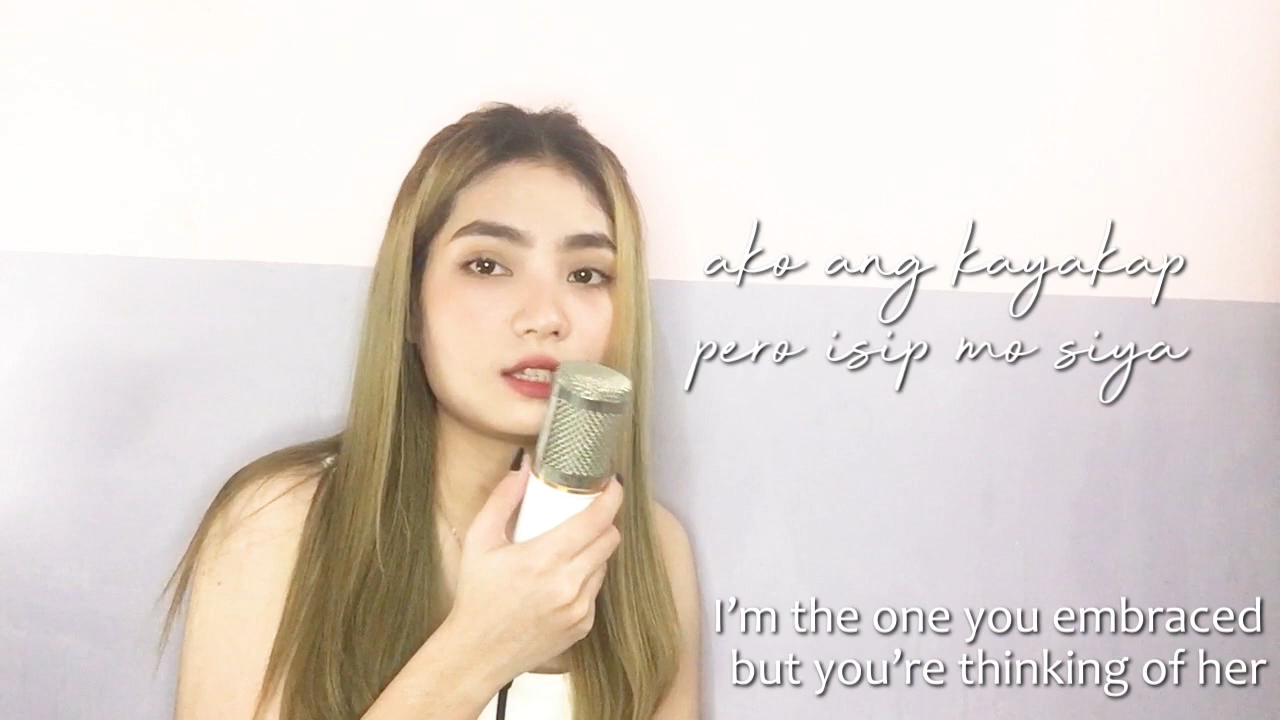 ako ang kayakap
pero isip mo siya
I'm the one you embraced
but you're thinking of her